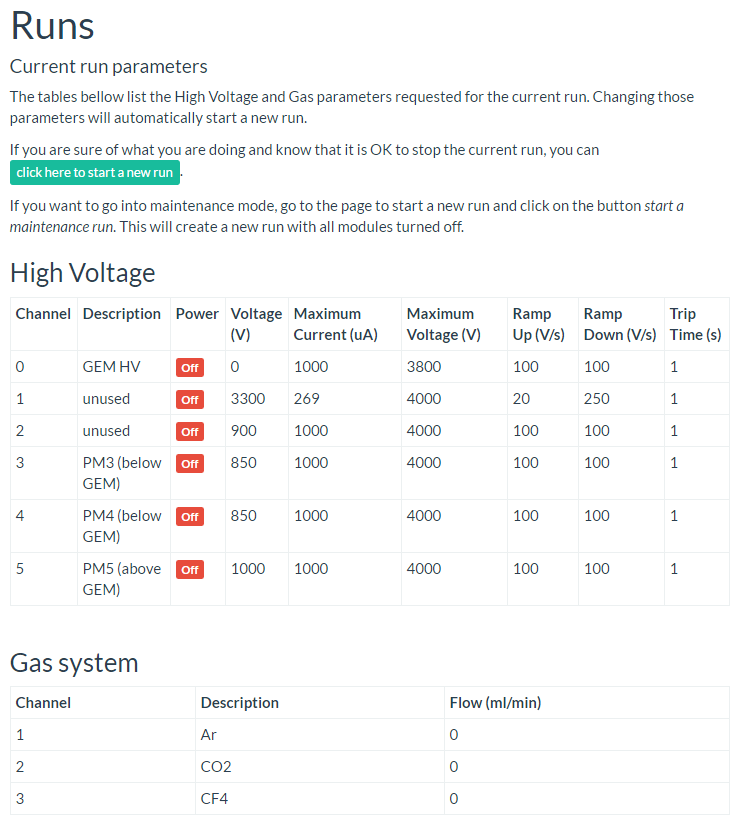 Runs
Current run parameters
The tables bellow list the High Voltage and Gas parameters requested for the current run. Changing those
parameters will automatically start a new run.
If you are sure of what you are doing and know that it is OK to stop the current run, you can
click here to start a new run.
If you want to go into maintenance mode, go to the page to start a new run and click on the button start a
maintenance run. This will create a new run with all modules turned off.
High Voltage
Channel Description Power Voltage (V) Maximum Current (uA) Maximum Voltage (V) Ramp Up (V/s) Ramp Down (V/s) Trip Time (s)
0 GEM HV Off 0 1000 3800 100 100 1
1 unused Off 3300 269 4000 20 250 1
2 unused Off 900 1000 4000 100 100 1
3 PM3 (below GEM) Off 850 1000 4000 100 100 1
4 PM4 (below GEM) Off 850 1000 4000 100 100 1
5 PM5 (above GEM) Off 1000 1000 4000 100 100 1
Gas system
Channel Description Flow (ml/min)
1 Ar 0
2 CO2 0
3 CF4 0